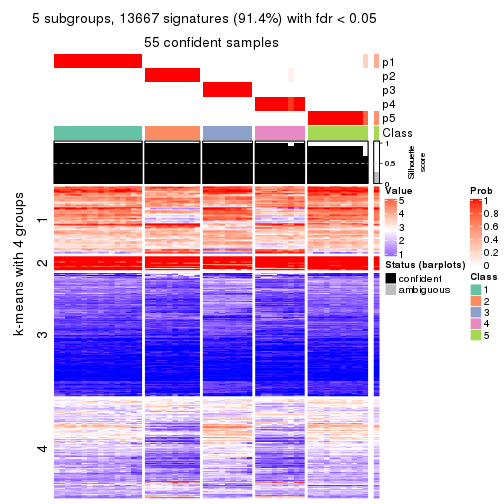 5 subgroups, 13667 signatures (91.4%) with fdr < 0.05
55 confident samples
p1
p2
p3
p4
p5
Class
1
0.5
0
Silhouette
score
k-means with 4 groups
1
2
3
4
Value
5
4
3
2
1
Status (barplots)
confident
ambiguous
Prob
1
0.8
0.6
0.4
0.2
0
Class
1
2
3
4
5